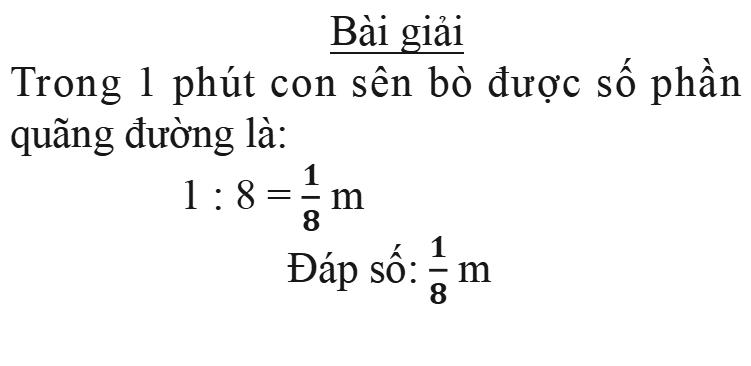 Bài giải
Trong 1 phút con sên bò được số phần
quãng đường là:
1 : 8 = 1/8 m
Đáp số: 1/8 m